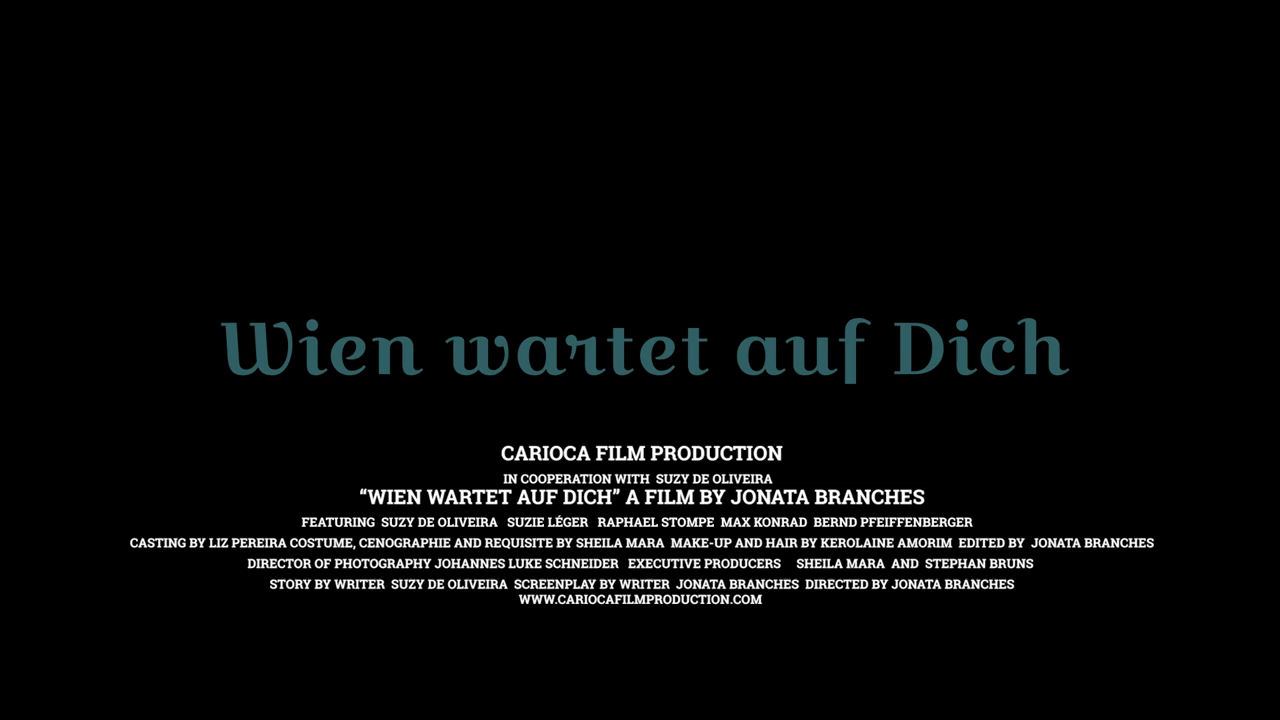 Wien wartet auf Dich
CARIOCA FILM PRODUCTION
IN COOPERATION WITH SUZY DE OLIVEIRA
“WIEN WARTET AUF DICH” A FILM BY JONATA BRANCHES
FEATURING SUZY DE OLIVEIRA SUZIE LÉGER RAPHAEL STOMPE MAX KONRAD BERND PFEIFFENBERGER
CASTING BY LIZ PEREIRA COSTUME, CENOGRAPHIE AND REQUISITE BY SHEILA MARA MAKE-UP AND HAIR BY KEROLAINE AMORIM EDITED BY JONATA BRANCHES
DIRECTOR OF PHOTOGRAPHY JOHANNES LUKE SCHNEIDER EXECUTIVE PRODUCERS SHEILA MARA AND STEPHAN BRUNS
STORY BY WRITER SUZY DE OLIVEIRA SCREENPLAY BY WRITER JONATA BRANCHES DIRECTED BY JONATA BRANCHES
WWW.CARIOCAFILMPRODUCTION.COM